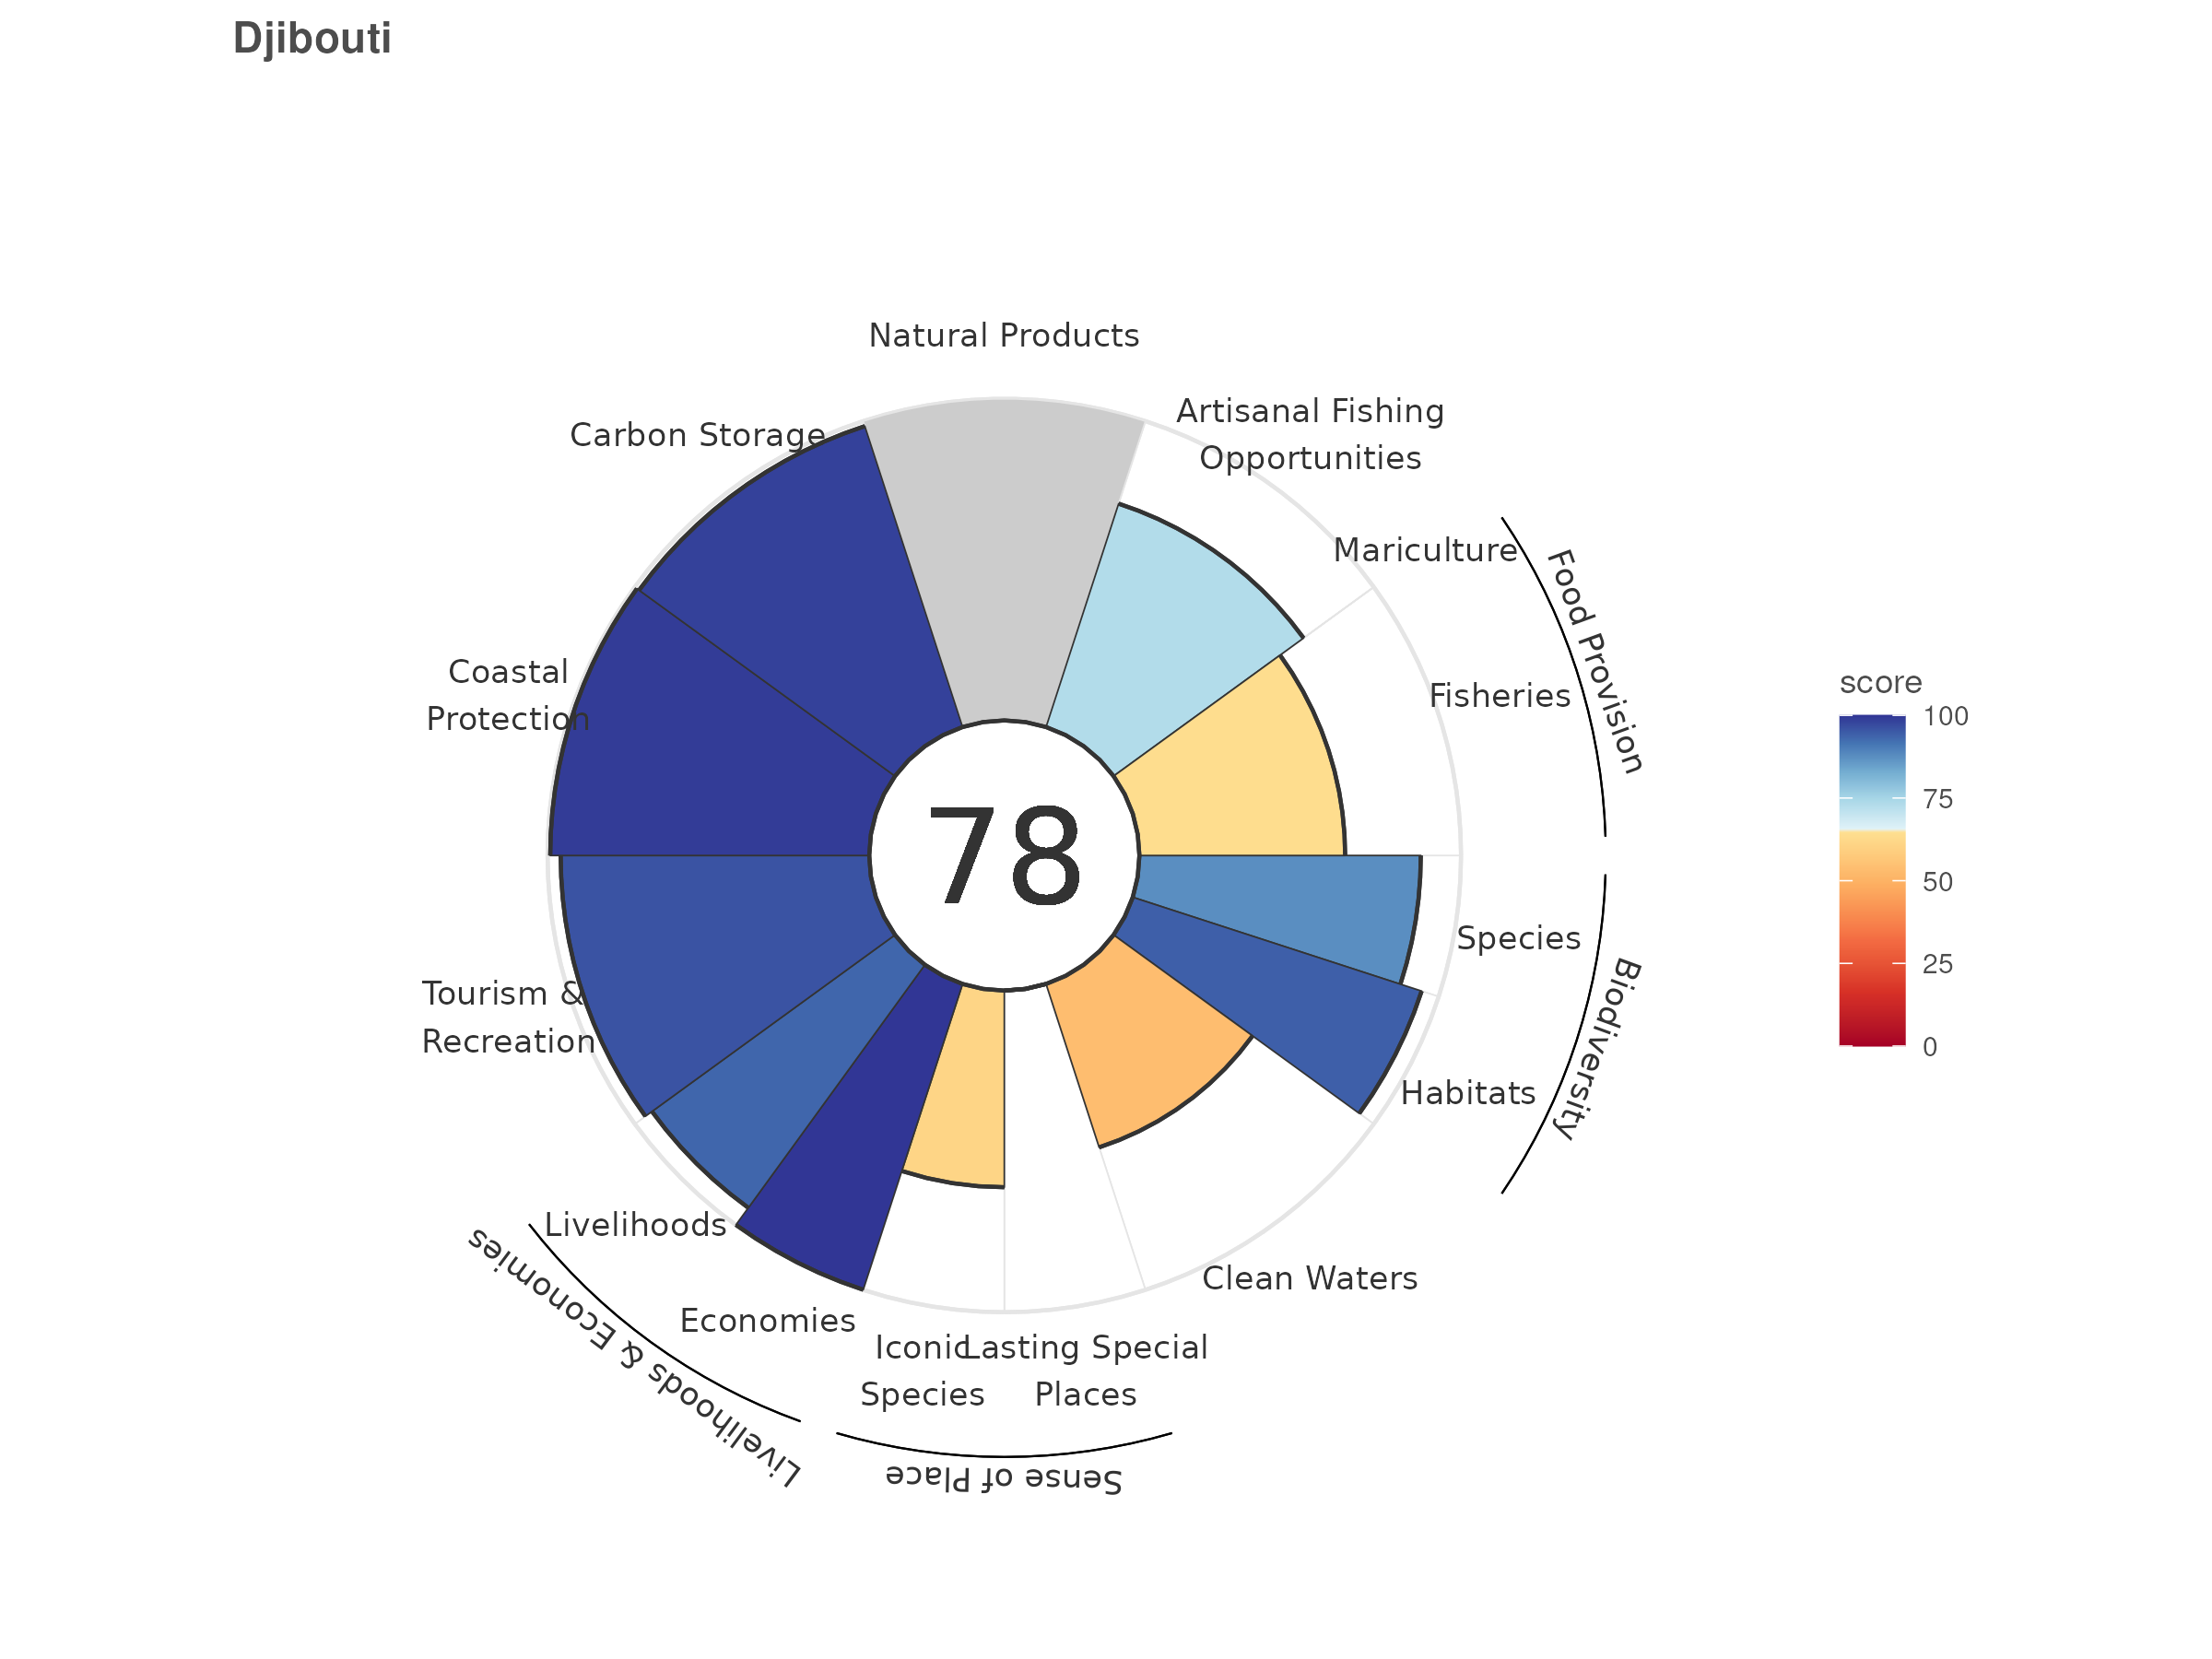 Djibouti
Natural Products
Artisanal Fishing
Opportunities
Carbon Storage
Mariculture
Food Provision
Fisheries
Coastal
Protection
score
100
75
50
25
0
78
Species
Biodiversity
Tourism &
Recreation
Habitats
Livelihoods
Livelihoods & Economies
Clean Waters
Economies
Iconic
Species
Lasting Special
Places
Sense of Place